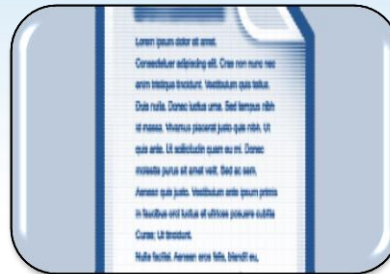 Lorem ipsum dolor sit amet.
Consectetuer adipiscing elit. Cras non nunc nec
enim tristique tincidunt. Vestibulum quis tellus.
Duis nulla. Donec luctus urna. Sed tempus nibh
id massa. Vivamus placerat justo quis nibh. Ut
quis ante. Ut sollicitudin quam eu mi. Donec
molestie purus sit amet velit. Sed ac sem.
Aenean quis justo. Vestibulum ante ipsum primis
in faucibus orci luctus et ultrices posuere cubilia
Curae; Ut tincidunt.
Nulla facilisi. Aenean eros felis, blandit eu,